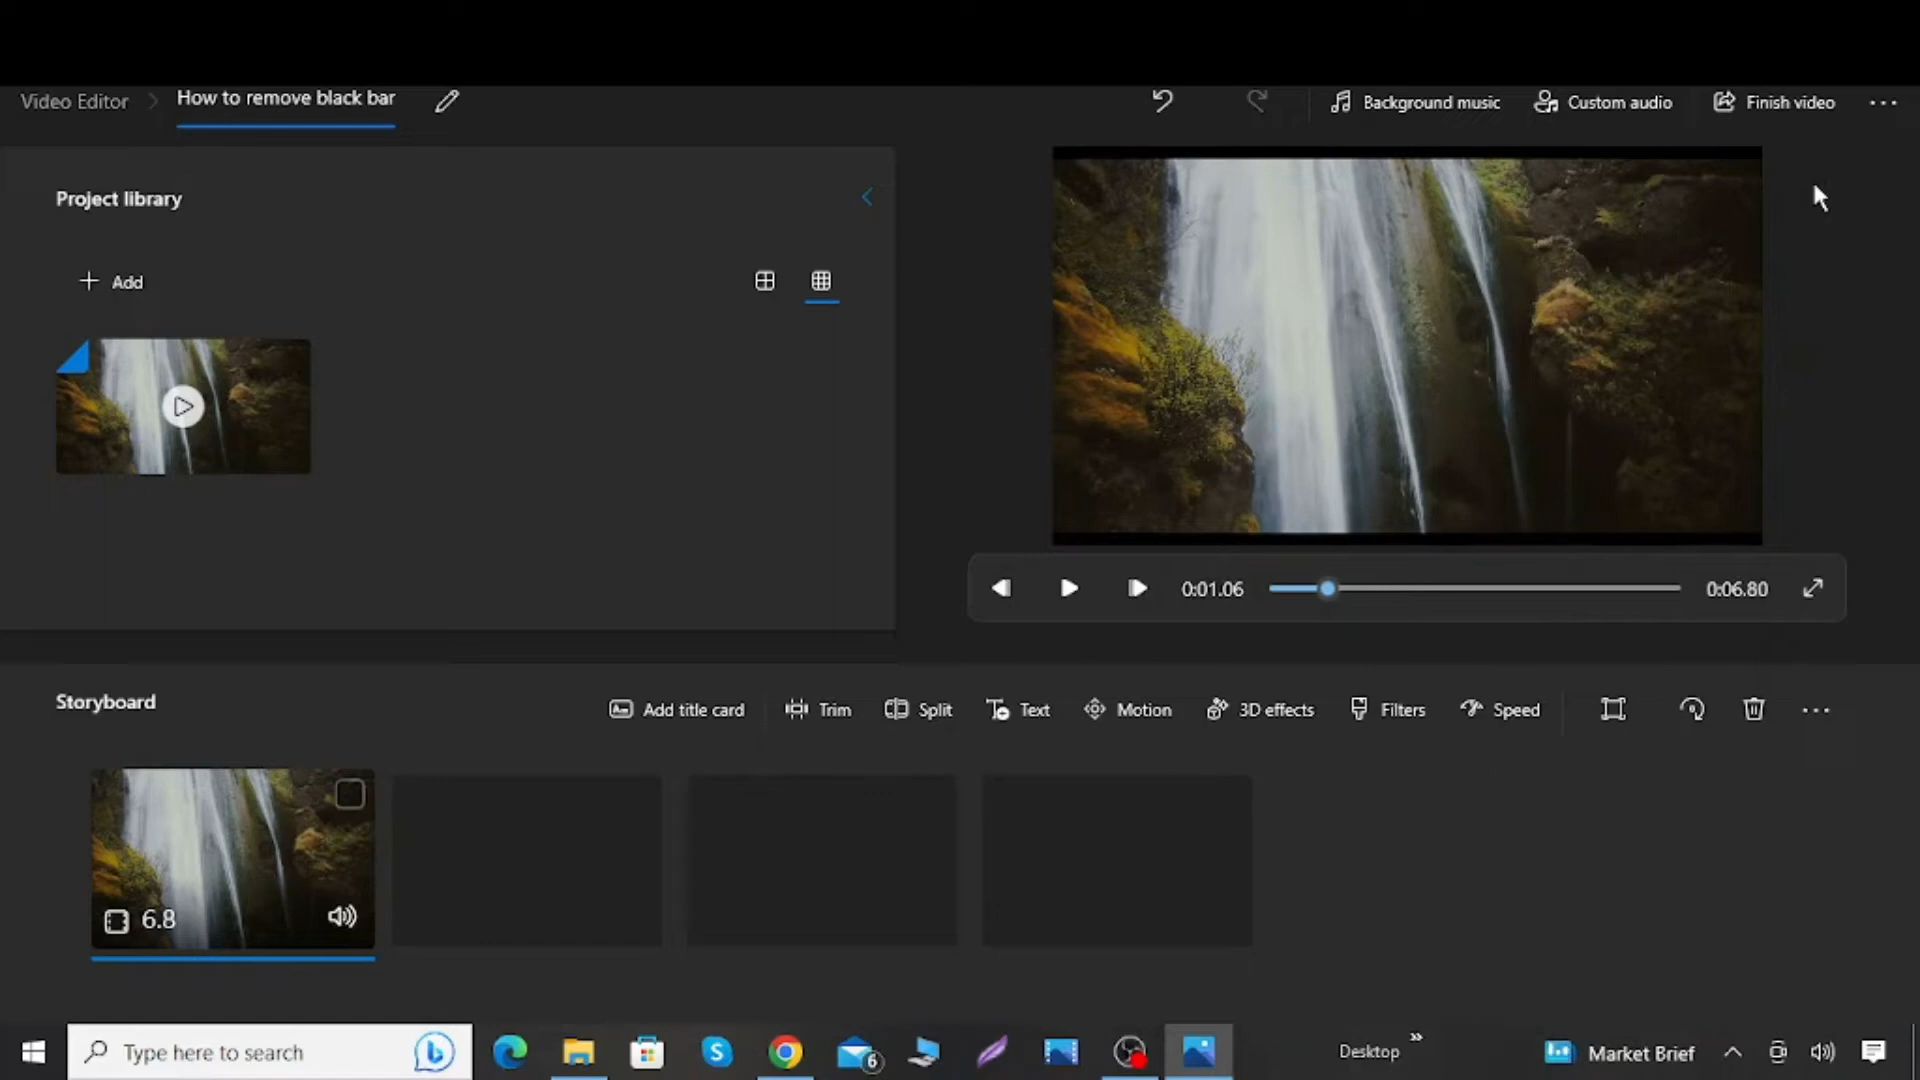 Video Editor
How to remove black bar
Background music
Custom audio
Finish video
Project library
Add
0:01.06
0:06.80
Storyboard
Add title card
Trim
Split
Text
Motion
3D effects
Filters
Speed
6.8
Type here to search
6
Desktop
Market Brief